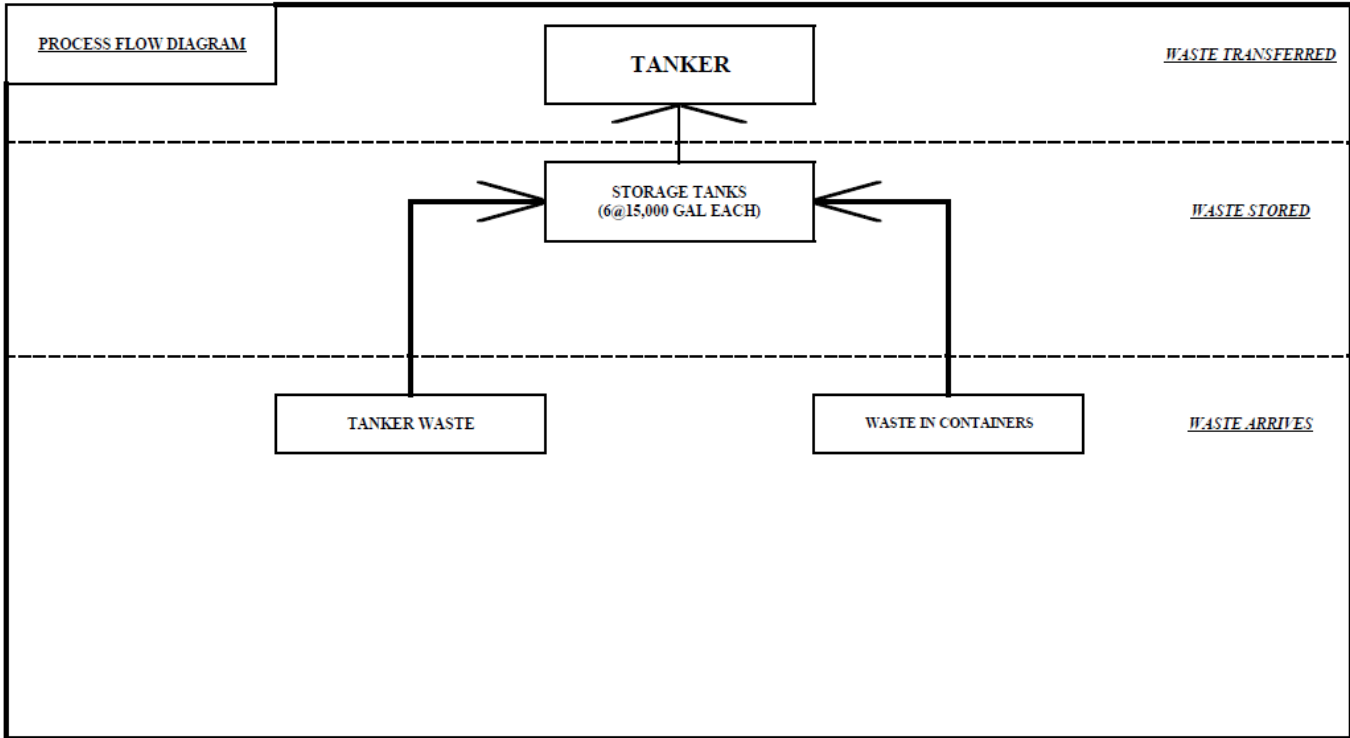 PROCESS FLOW DIAGRAM
TANKER
WASTE TRANSFERRED
STORAGE TANKS
(6@15,000 GAL EACH)
WASTE STORED
TANKER WASTE
WASTE IN CONTAINERS
WASTE ARRIVES